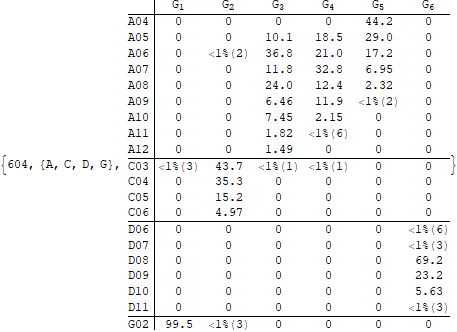 G1 G2 G3 G4 G5 G6
A04 0 0 0 0 44.2 0
A05 0 0 10.1 18.5 29.0 0
A06 0 <1%(2) 36.8 21.0 17.2 0
A07 0 0 11.8 32.8 6.95 0
A08 0 0 24.0 12.4 2.32 0
A09 0 0 6.46 11.9 <1%(2) 0
A10 0 0 7.45 2.15 0 0
A11 0 0 1.82 <1%(6) 0 0
A12 0 0 1.49 0 0 0
{604, {A, C, D, G}, C03 <1%(3) 43.7 <1%(1) <1%(1) 0 0 }
C04 0 35.3 0 0 0 0
C05 0 15.2 0 0 0 0
C06 0 4.97 0 0 0 0
D06 0 0 0 0 0 <1%(6)
D07 0 0 0 0 0 <1%(3)
D08 0 0 0 0 0 69.2
D09 0 0 0 0 0 23.2
D10 0 0 0 0 0 5.63
D11 0 0 0 0 0 <1%(3)
G02 99.5 <1%(3) 0 0 0 0